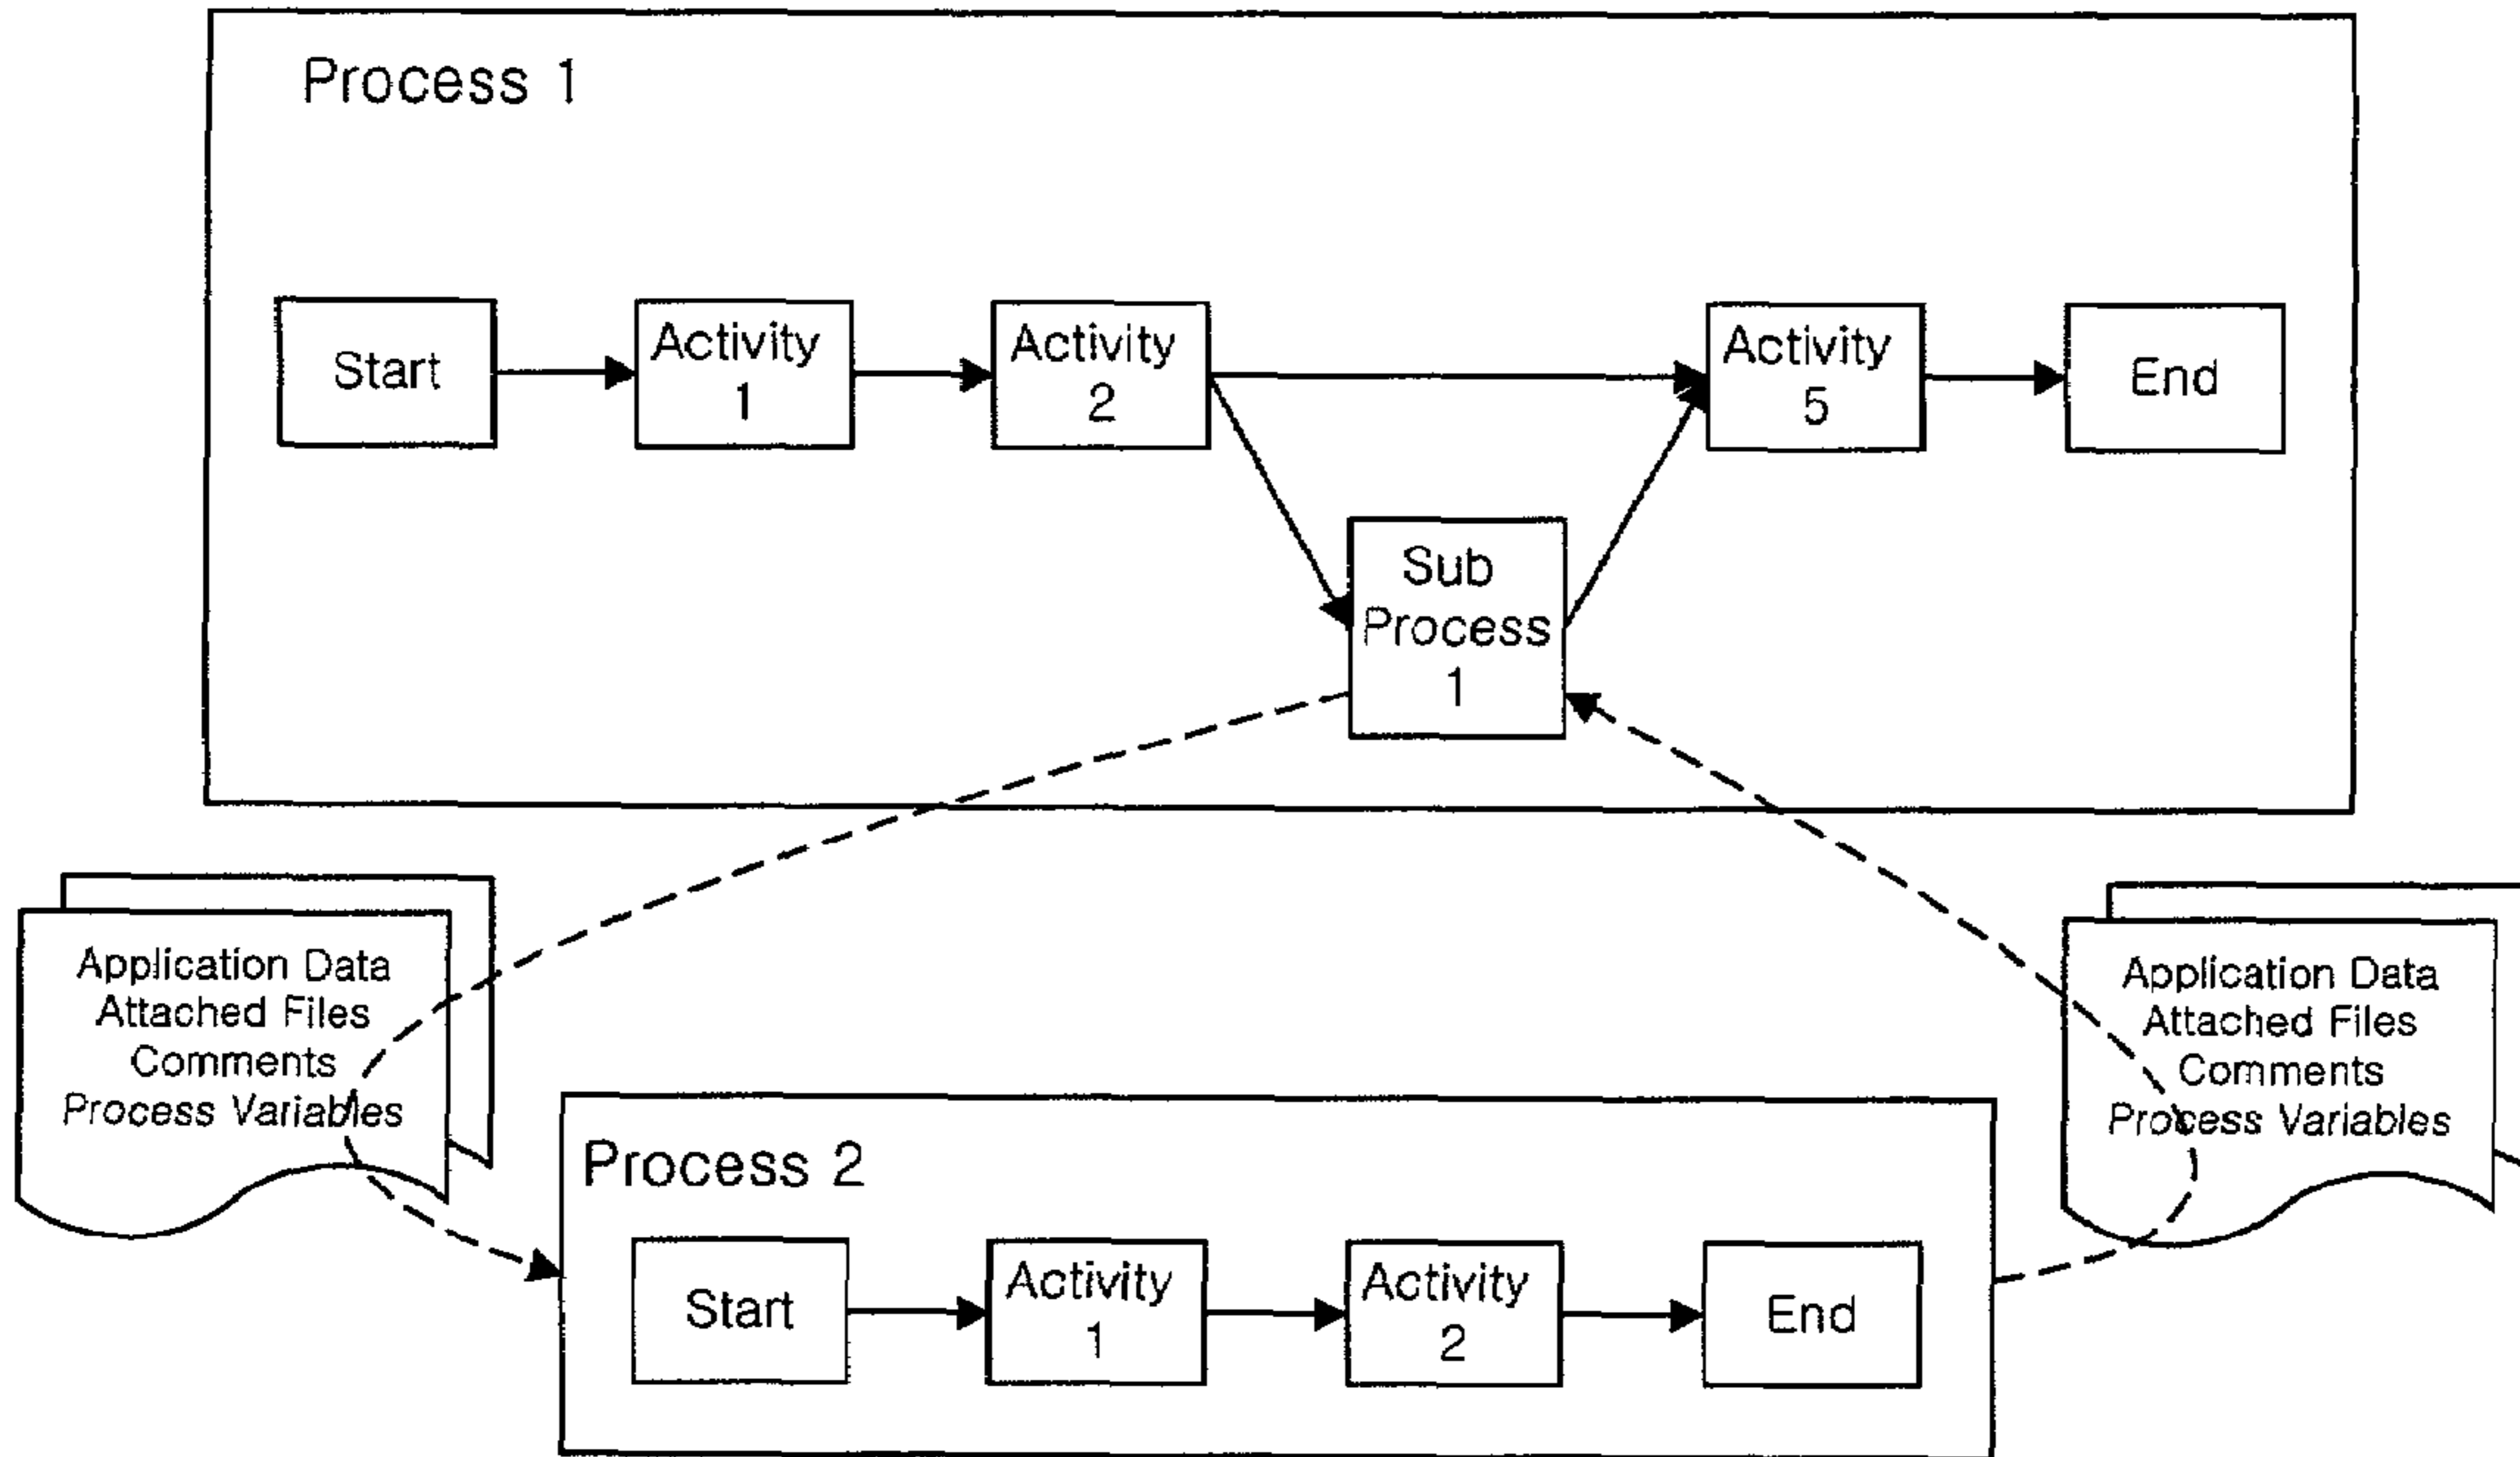 Process 1
Start
Activity
1
Activity
2
Activity
5
End
Sub
Process
1
Application Data
Attached Files
Comments
Process Variables
Application Data
Attached Files
Comments
Process Variables
Process 2
Start
Activity
1
Activity
2
End